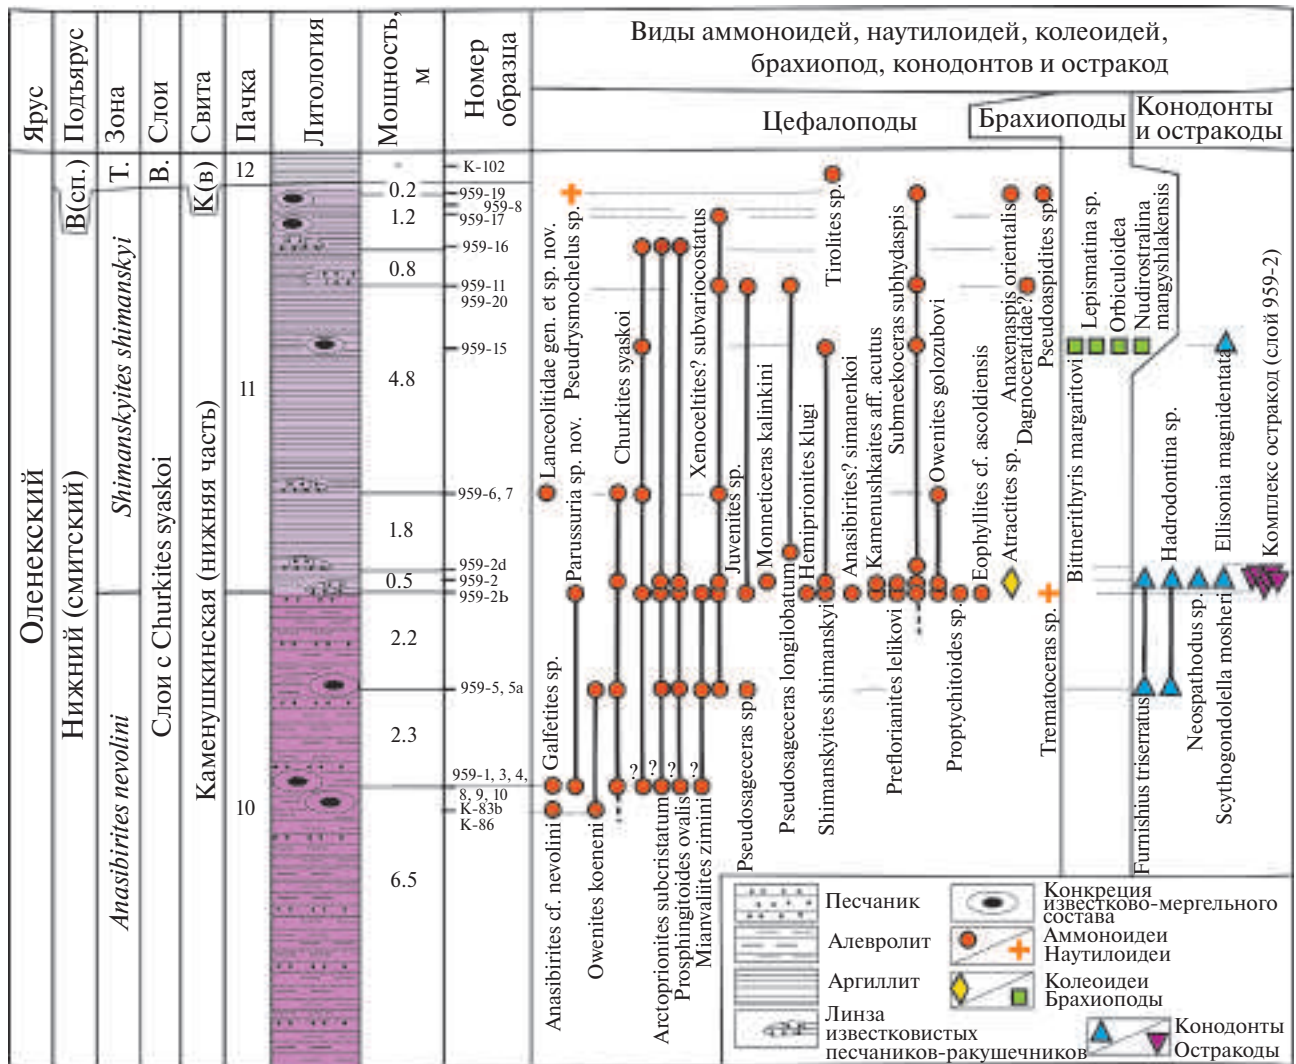 Ярус
Подъярус
Зона
Слои
Свита
Пачка
Литология
Мощность,
м
Номер
образца
Виды аммоноидей, наутилоидей, колеоидей,
брахиопод, конодонтов и остракод
Цефалоподы
Брахиоподы
Конодонты
и остракоды
Оленекский
В(сп.)
Нижний (смитский)
Т.
Shimanskyites shimanskyi
Anasibirites nevolini
В.
Слои с Churkites syaskoi
К(в)
Каменушкинская (нижняя часть)
12
11
10
-
0.2
1.2
0.8
4.8
1.8
0.5
2.2
2.3
6.5
К-102
959-19
959-8
959-17
959-16
959-11
959-20
959-15
959-6, 7
959-2d
959-2
959-2b
959-5, 5a
959-1, 3, 4,
8, 9, 10
К-83b
К-86
Lanceolitidae gen. et sp. nov.
Pseudrysmochelus sp.
Parussuria sp. nov.
Churkites syaskoi
Xenoceltites? subvariocostatus
Juvenites sp.
Monneticeras kalinkini
Hemiprionites klugi
Tirolites sp.
Anasibirites? simanenkoi
Kamenushkaites aff. acutus
Submeekoceras subhydaspis
Owenites golozubovi
Eophyllites cf. ascoldiensis
Atractites sp.
Anaxenaspis orientalis
Dagnoceratidae?
Pseudoaspidites sp.
Galfetites sp.
Anasibirites cf. nevolini
Owenites koeneni
? ? ? ?
Arctoprionites subcristatum
Prosphingitoides ovalis
Mianvaliites zimini
Pseudosageceras sp.
Pseudosageceras longilobatum
Shimanskyites shimanskyi
Preflorianites lelikovi
Proptychitoides sp.
Trematoceras sp.
Bittnerithyris margaritovi
Lepismatina sp.
Orbiculoidea
Nudirostralina
mangyshlakensis
Hadrodontina sp.
Ellisonia magnidentata
Комплекс остракод (слой 959-2)
Furnishius triserratus
Neospathodus sp.
Scythogondolella mosheri
Песчаник
Алевролит
Аргиллит
Линза
известковистых
песчаников-ракушечников
Конкреция
известково-мергельного
состава
Аммоноидеи
Наутилоидеи
Колеоидеи
Брахиоподы
Конодонты
Остракоды